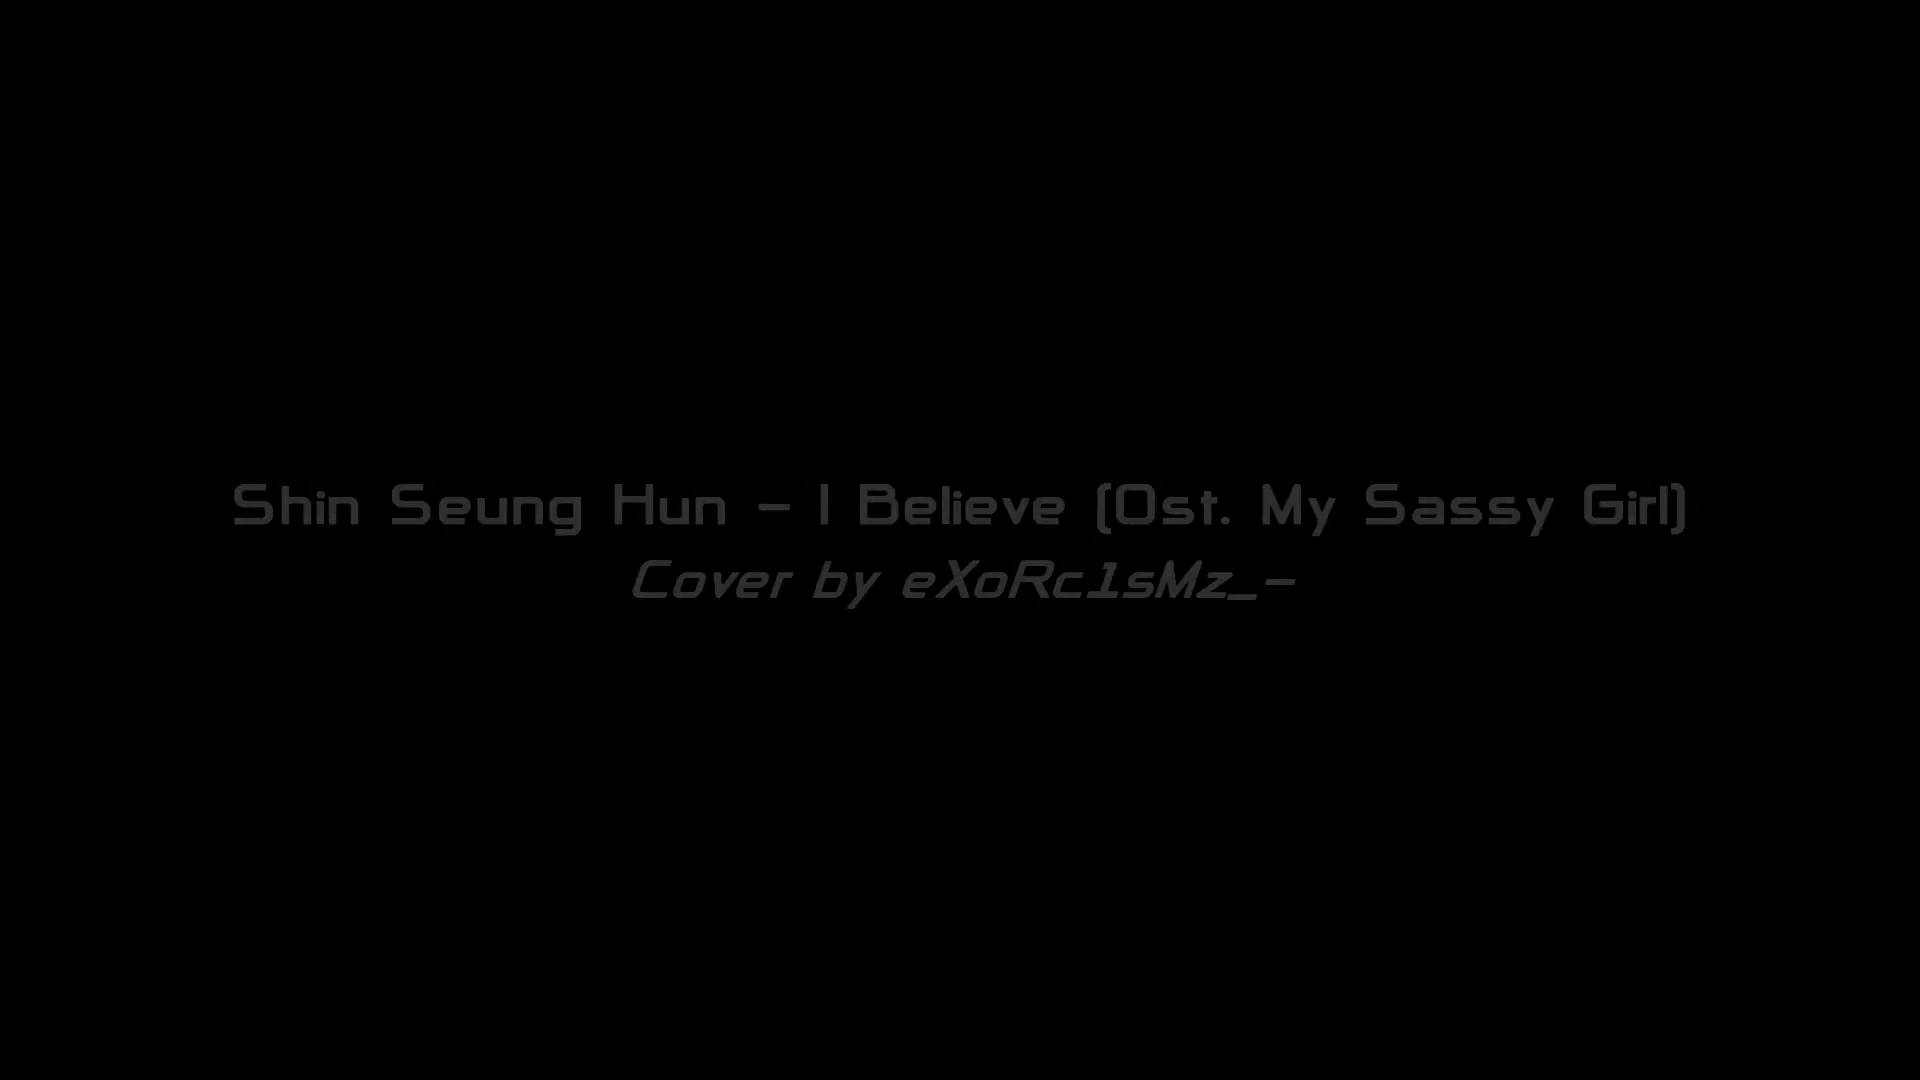 Shin Seung Hun - I Believe (Ost. My Sassy Girl)
Cover by eXoRc1sMz_-